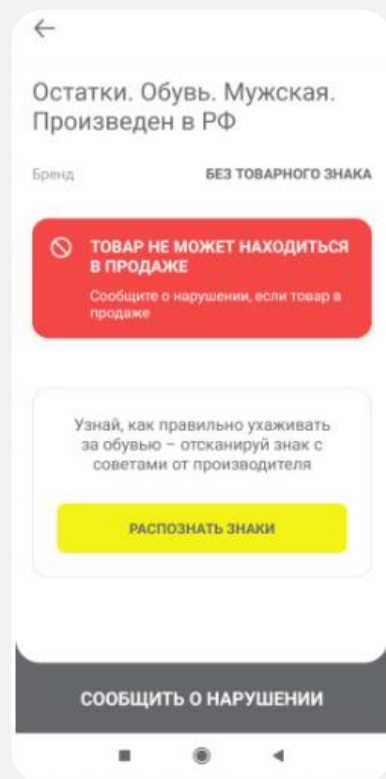 Остатки. Обувь. Мужская.
Произведен в РФ
Бренд БЕЗ ТОВАРНОГО ЗНАКА
ТОВАР НЕ МОЖЕТ НАХОДИТЬСЯ
В ПРОДАЖЕ
Сообщите о нарушении, если товар в
продаже
Узнай, как правильно ухаживать
за обувью – отсканируй знак с
советами от производителя
РАСПОЗНАТЬ ЗНАКИ
СООБЩИТЬ О НАРУШЕНИИ